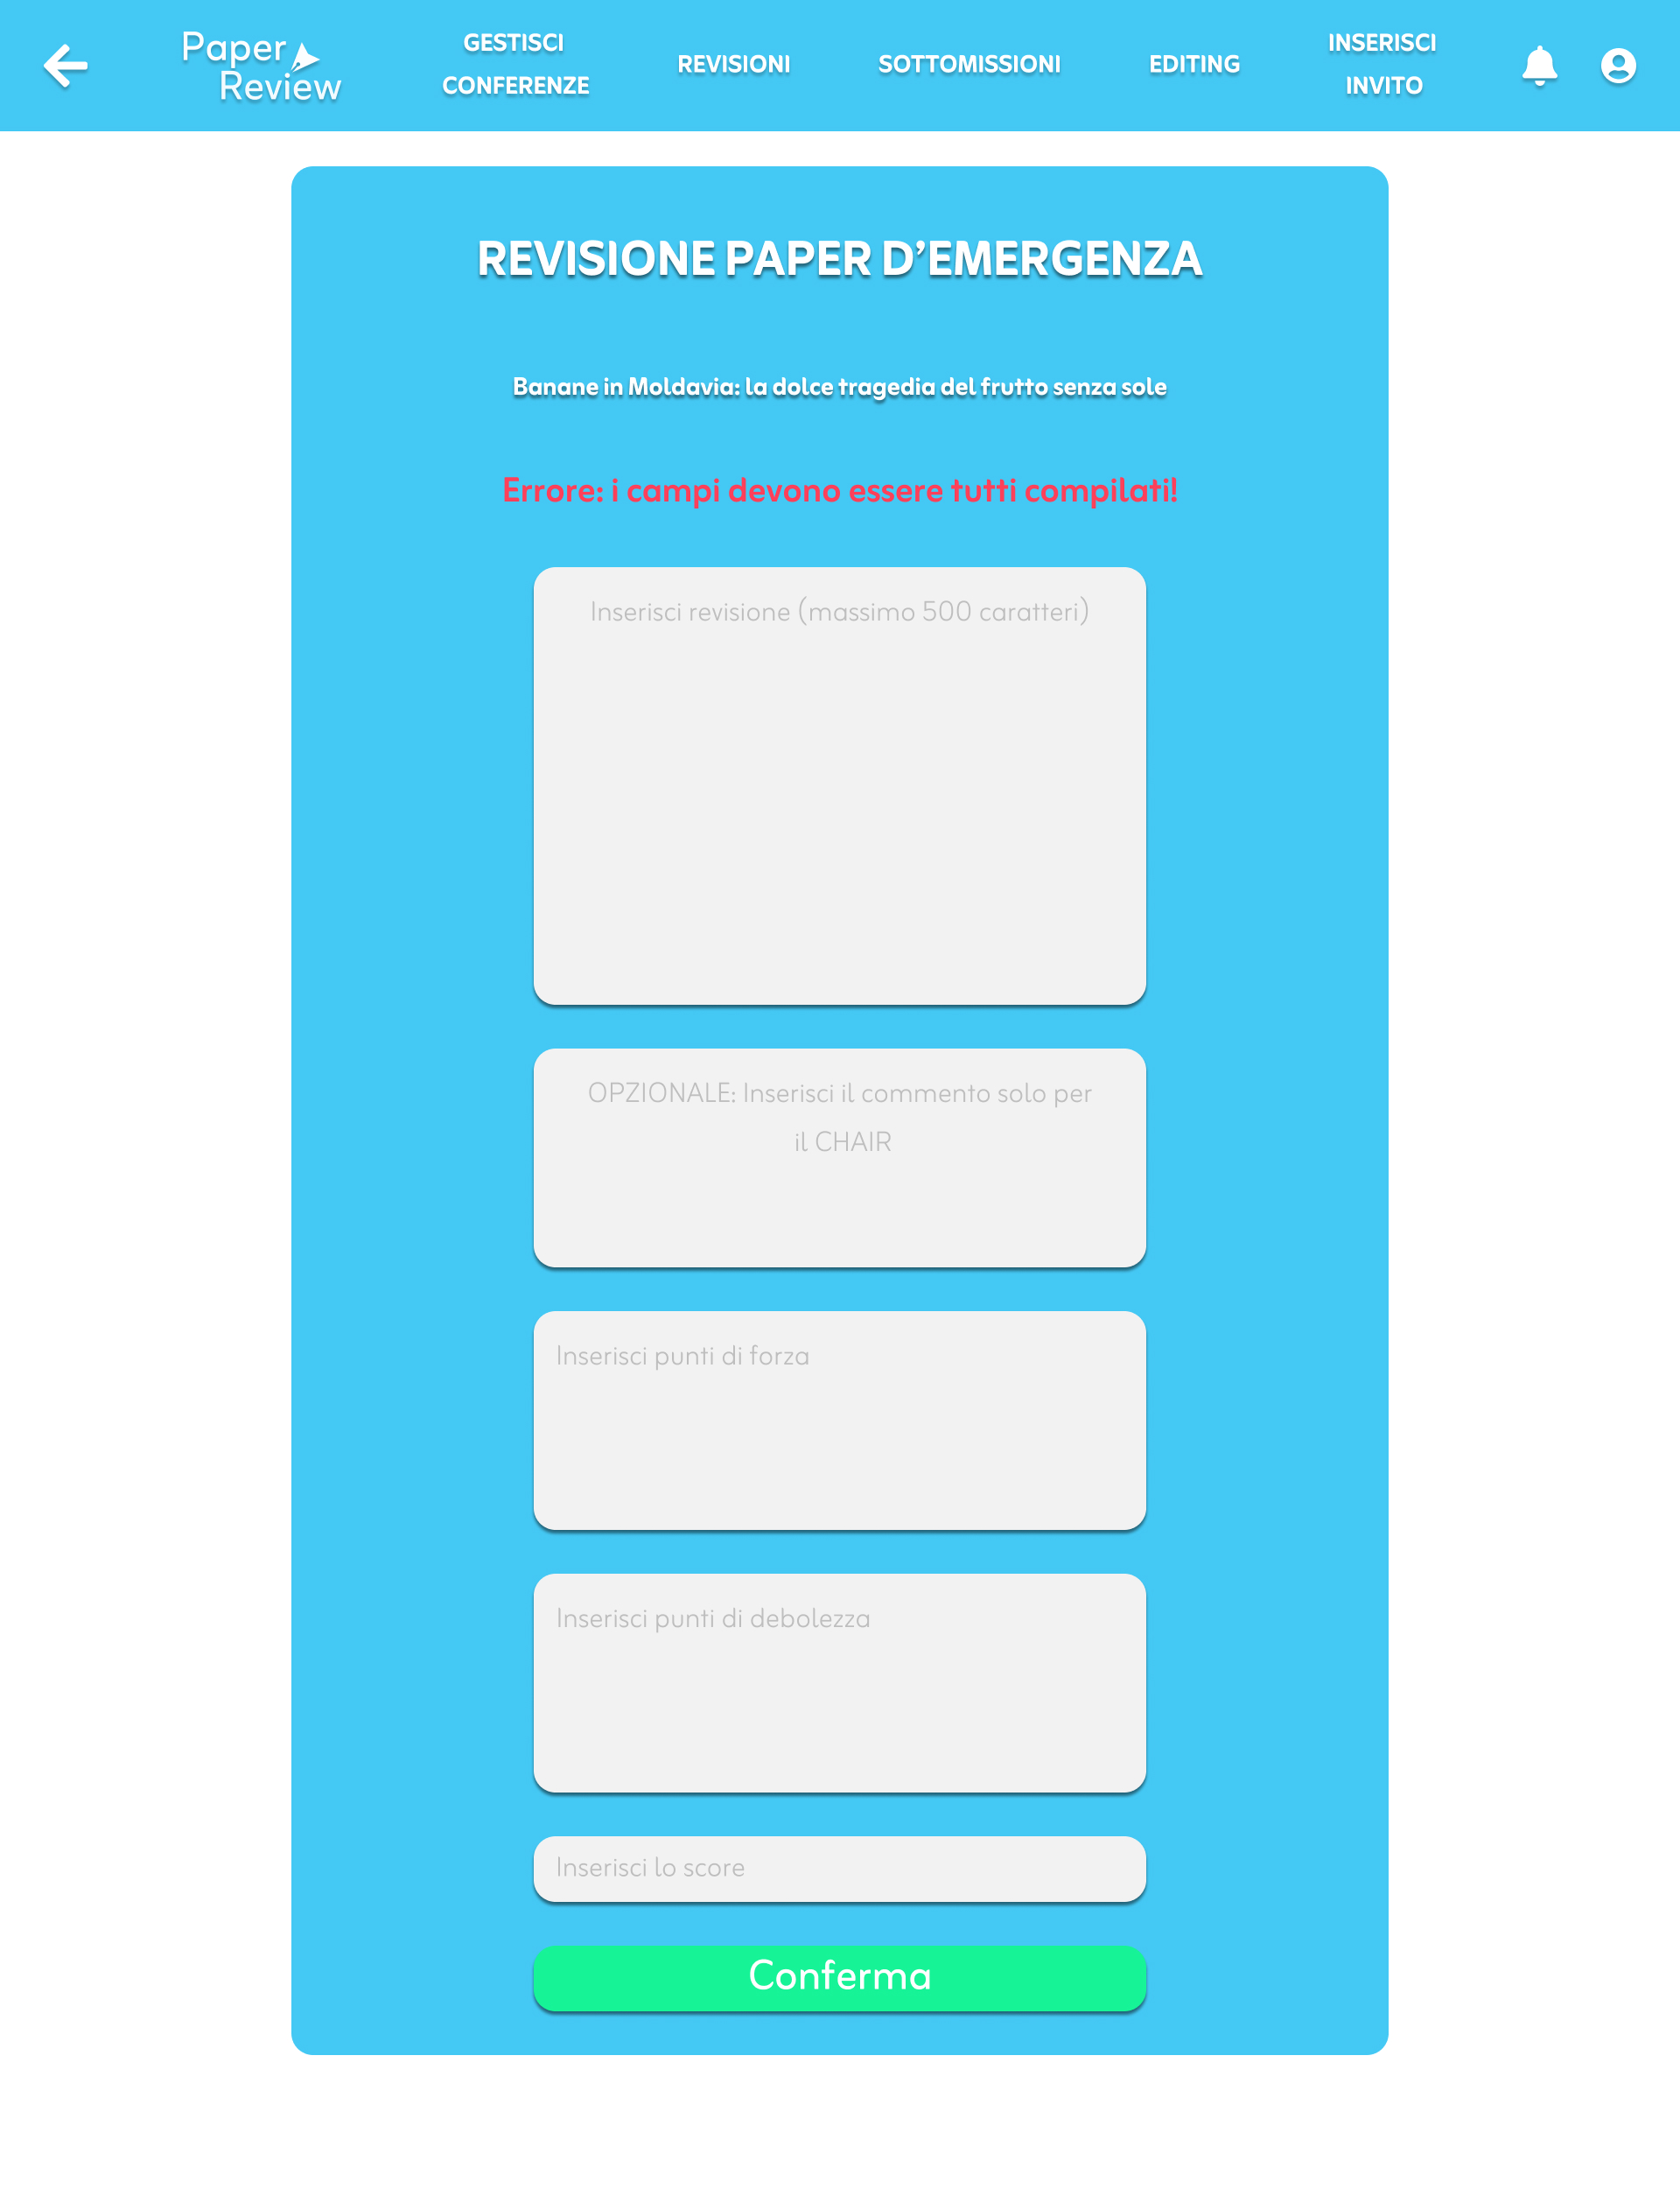 Paper
Review
GESTISCI
CONFERENZE
REVISIONI
SOTTOMISSIONI
EDITING
INSERISCI
INVITO
REVISIONE PAPER D’EMERGENZA
Banane in Moldavia: la dolce tragedia del frutto senza sole
Errore: i campi devono essere tutti compilati!
Inserisci revisione (massimo 500 caratteri)
OPZIONALE: Inserisci il commento solo per
il CHAIR
Inserisci punti di forza
Inserisci punti di debolezza
Inserisci lo score
Conferma